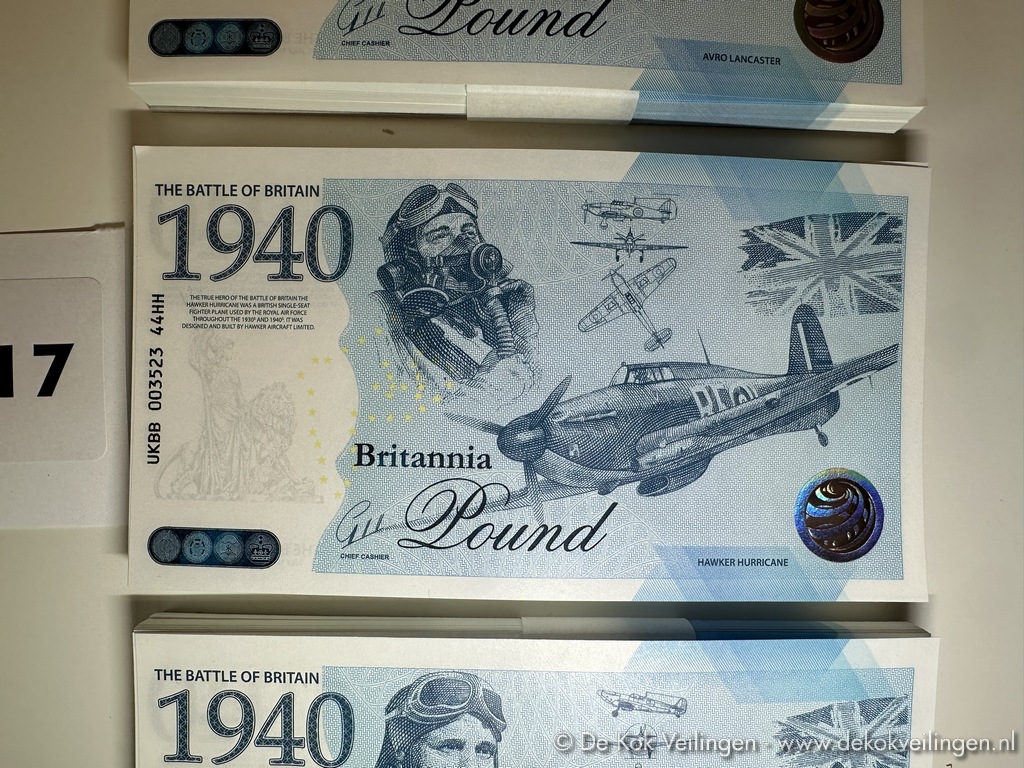 Pound
CHIEF CASHIER
AVRO LANCASTER
17
THE BATTLE OF BRITAIN
1940
THE TRUE HERO OF THE BATTLE OF BRITAIN THE
HAWKER HURRICANE WAS A BRITISH SINGLE-SEAT
FIGHTER PLANE USED BY THE ROYAL AIR FORCE
THROUGHOUT THE 1930S AND 1940S. IT WAS
DESIGNED AND BUILT BY HAWKER AIRCRAFT LIMITED.
UKBB 003523 44HH
Britannia
Pound
CHIEF CASHIER
HAWKER HURRICANE
THE BATTLE OF BRITAIN
1940
© De Kok Veilingen - www.dekokveilingen.nl